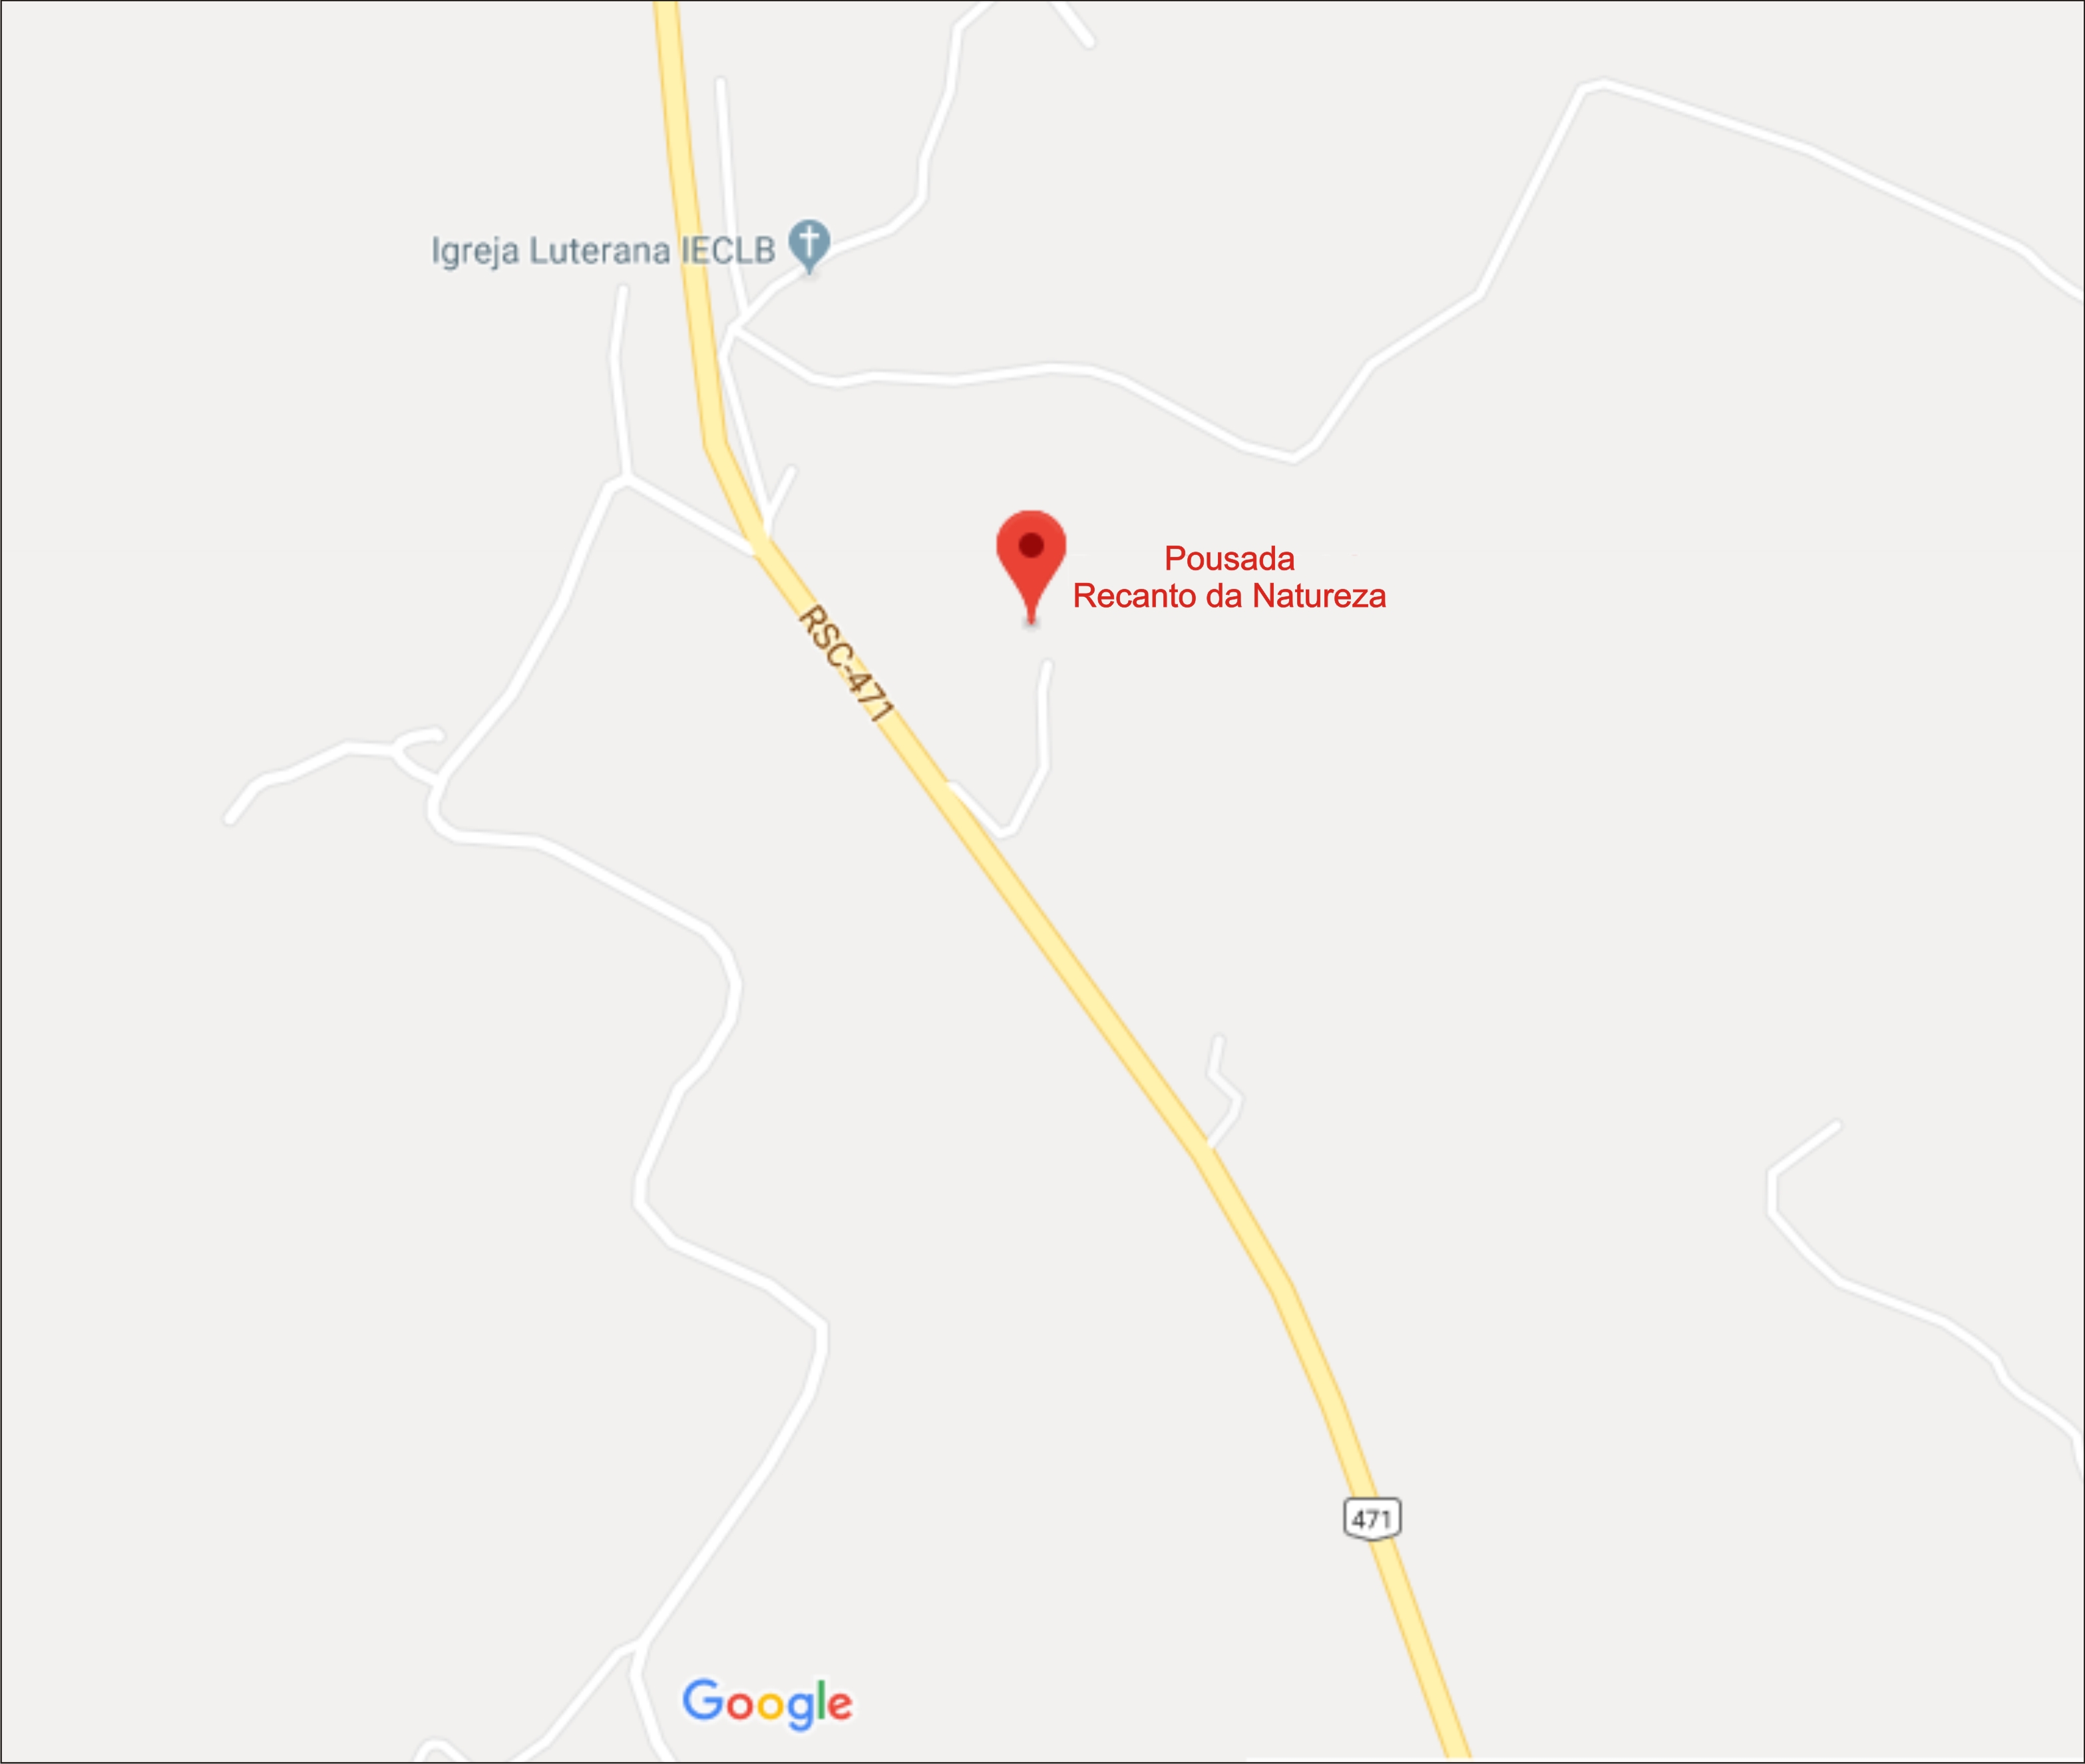 Igreja Luterana IECLB
Pousada
Recanto da Natureza
RSC-471
471
Google